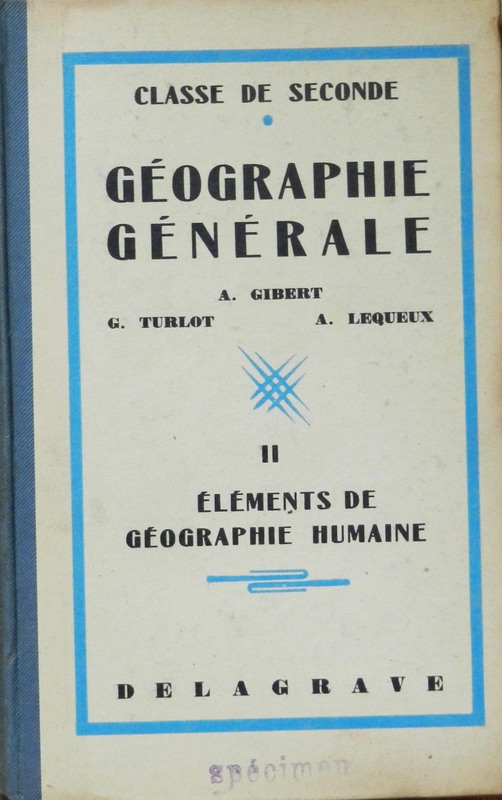 CLASSE DE SECONDE
GÉOGRAPHIE
GÉNÉRALE
A. GIBERT
G. TURLOT A. LEQUEUX
II
ÉLÉMENTS DE
GÉOGRAPHIE HUMAINE
DELAGRAVE
spécimen